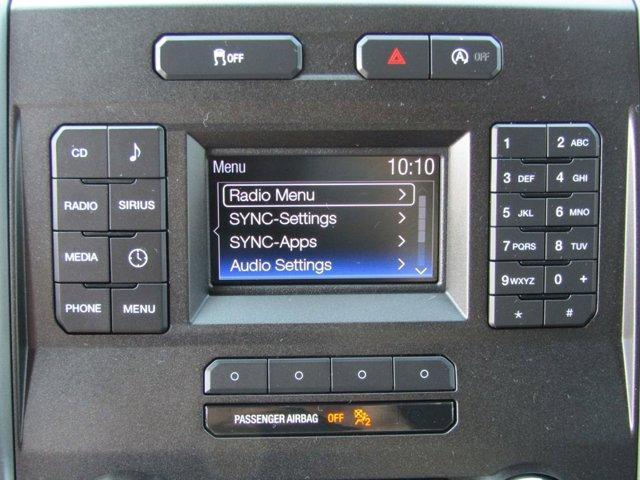 OFF
A OFF
CD
RADIO SIRIUS
MEDIA
PHONE MENU
Menu 10:10
Radio Menu >
SYNC-Settings >
SYNC-Apps >
Audio Settings >
1 2 ABC
3 DEF 4 GHI
5 JKL 6 MNO
7 PQRS 8 TUV
9 WXYZ 0 +
* #
PASSENGER AIRBAG OFF 2